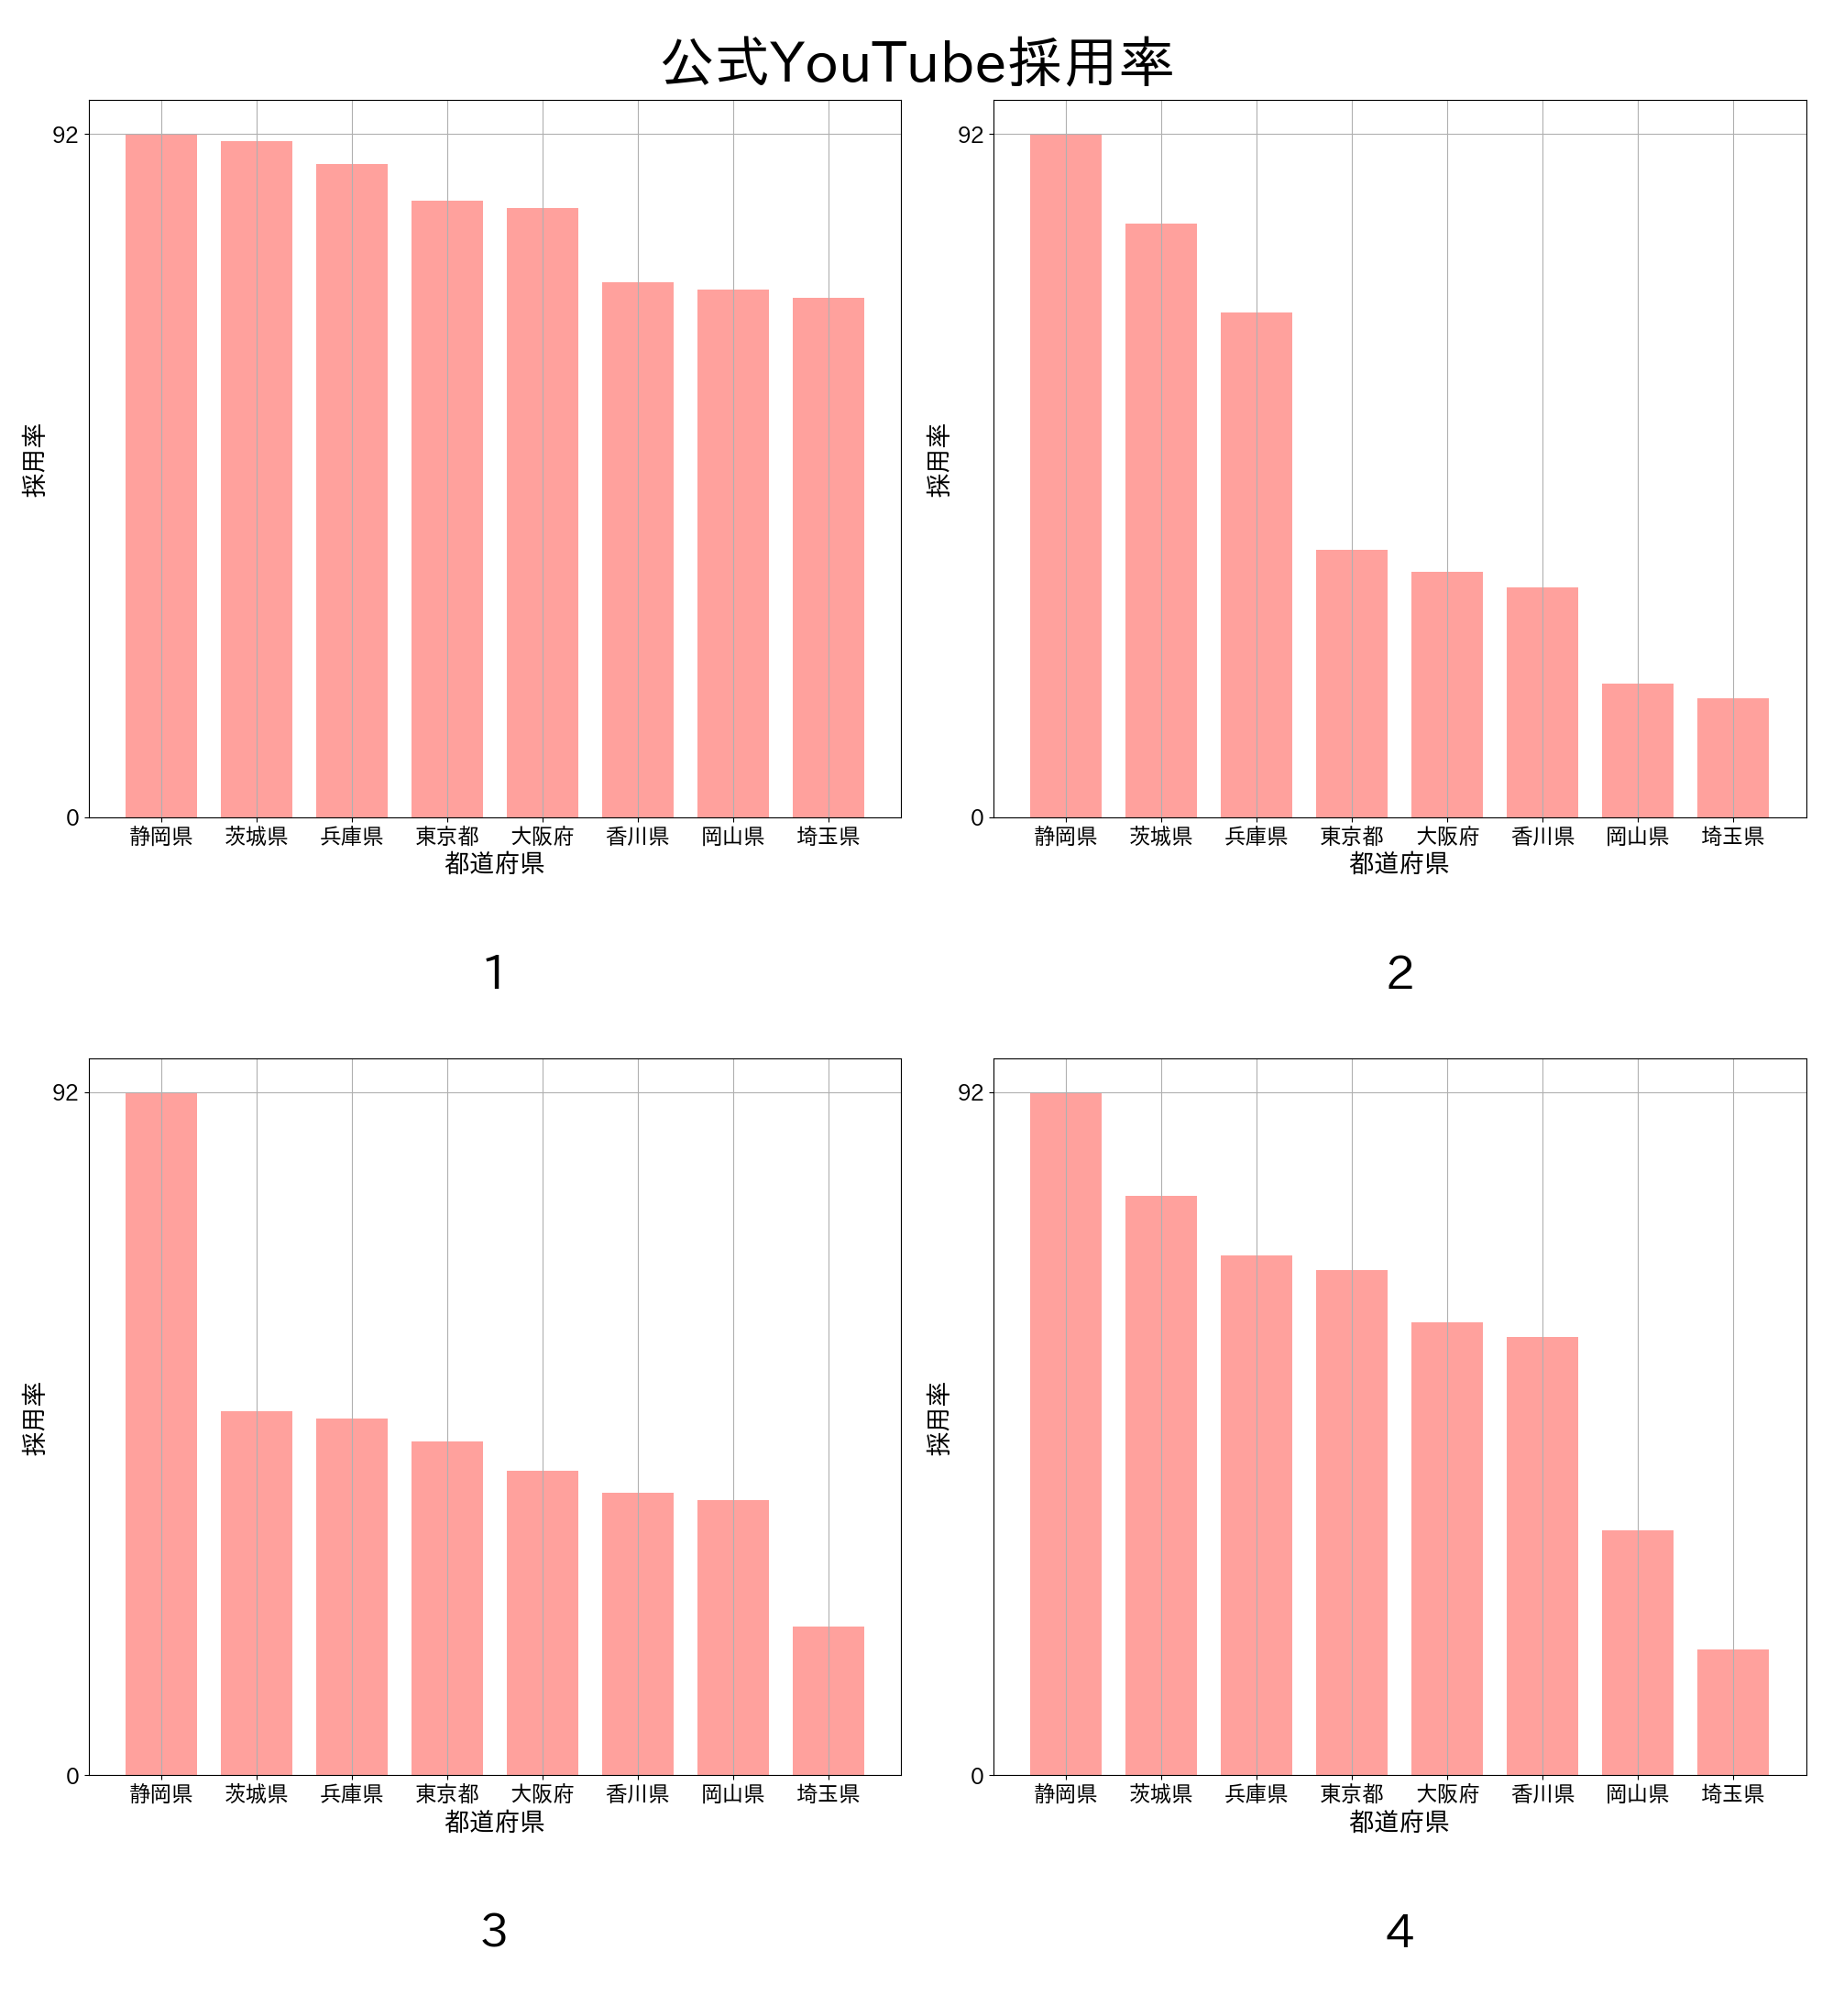 公式YouTube採用率
92
0
採用率
静岡県 茨城県 兵庫県 東京都 大阪府 香川県 岡山県 埼玉県
都道府県
1
92
0
採用率
静岡県 茨城県 兵庫県 東京都 大阪府 香川県 岡山県 埼玉県
都道府県
2
92
0
採用率
静岡県 茨城県 兵庫県 東京都 大阪府 香川県 岡山県 埼玉県
都道府県
3
92
0
採用率
静岡県 茨城県 兵庫県 東京都 大阪府 香川県 岡山県 埼玉県
都道府県
4